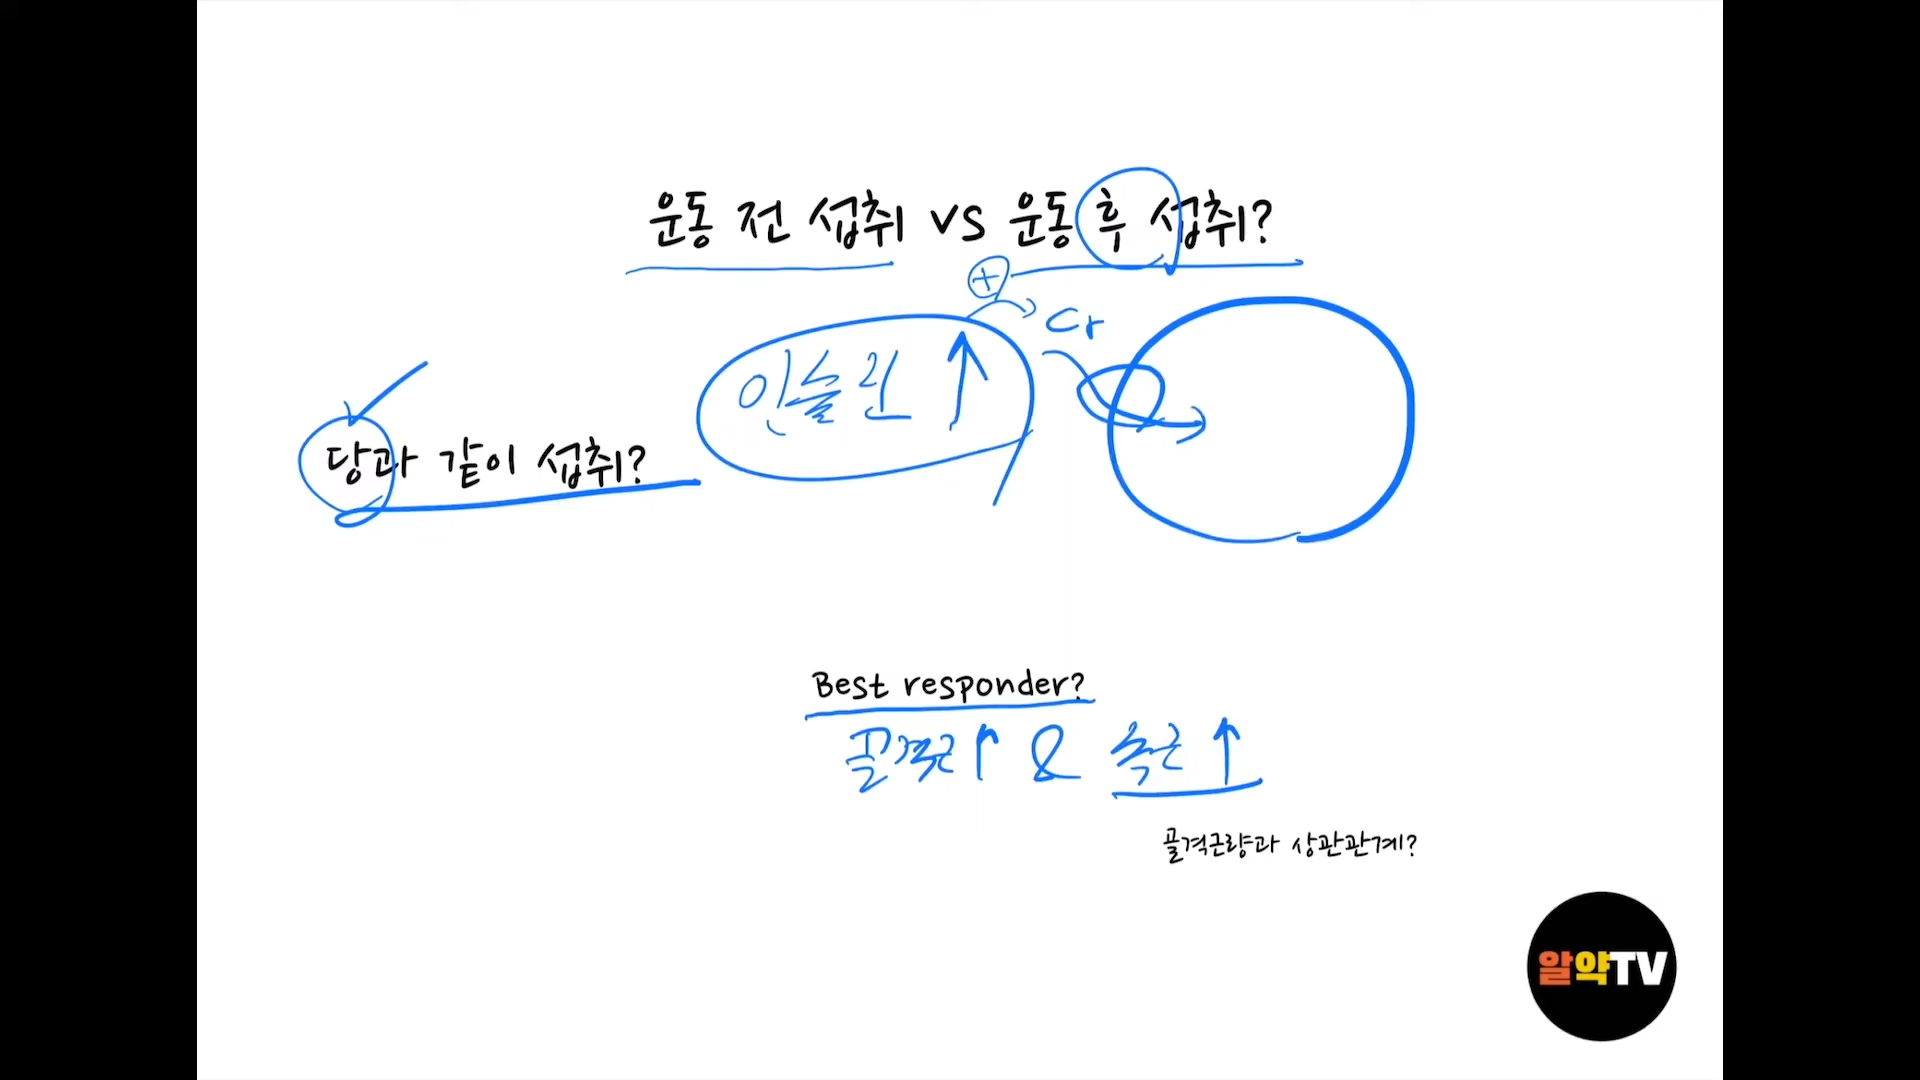 운동 전 섭취 vs 운동 후 섭취?
+
Cr
인슐린 ↑
당과 같이 섭취?
Best responder?
골격근↑ & 속근↑
골격근량과 상관관계?
알약TV